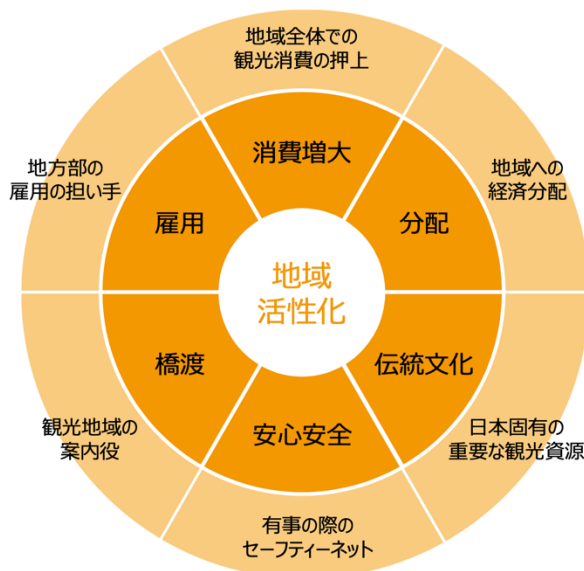 地域全体での
観光消費の押上
消費増大
地域への
経済分配
分配
日本固有の
重要な観光資源
伝統文化
有事の際の
セーフティーネット
安心安全
観光地域の
案内役
橋渡
地方部の
雇用の担い手
雇用
地域
活性化